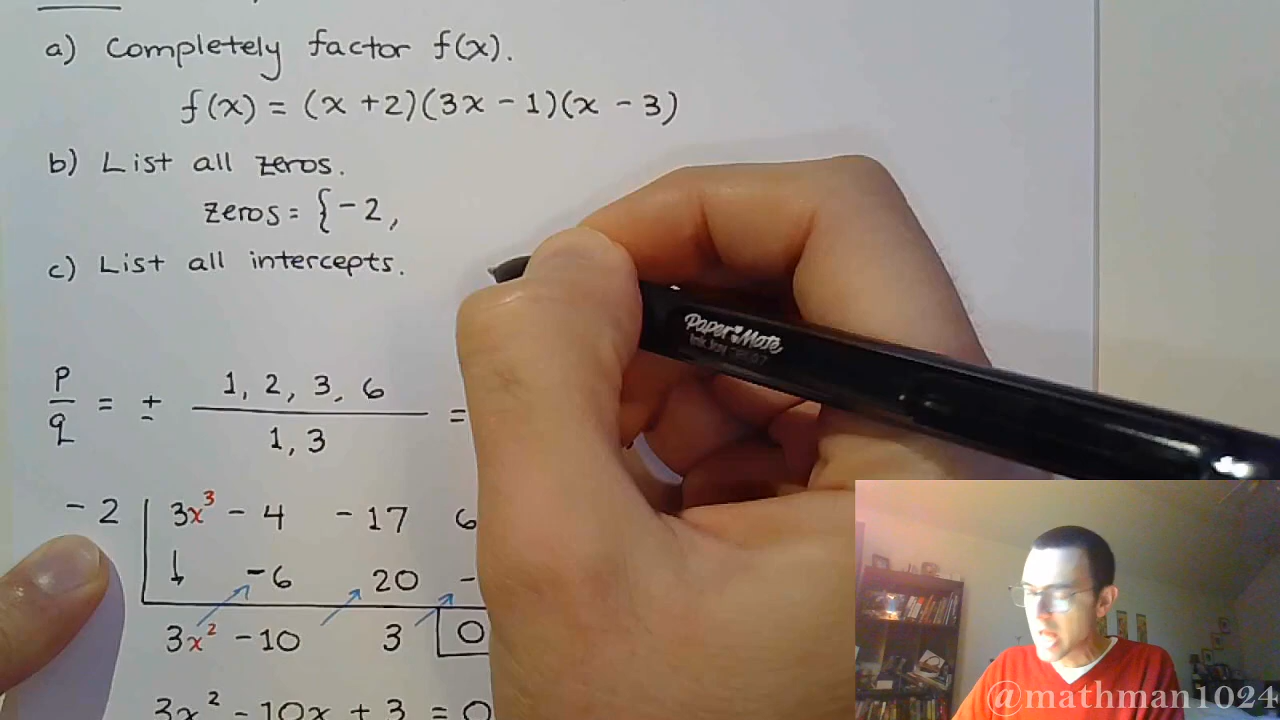 a) Completely factor f(x).
f(x) = (x + 2)(3x - 1)(x - 3)
b) List all zeros.
zeros = {-2,
c) List all intercepts.
p/q = ± 1, 2, 3, 6 / 1, 3 =
-2 3x³ - 4 - 17 6
-6 20 -
3x² - 10 3 0
3x² - 10x + 3 = 0
Paper Mate
@mathman1024